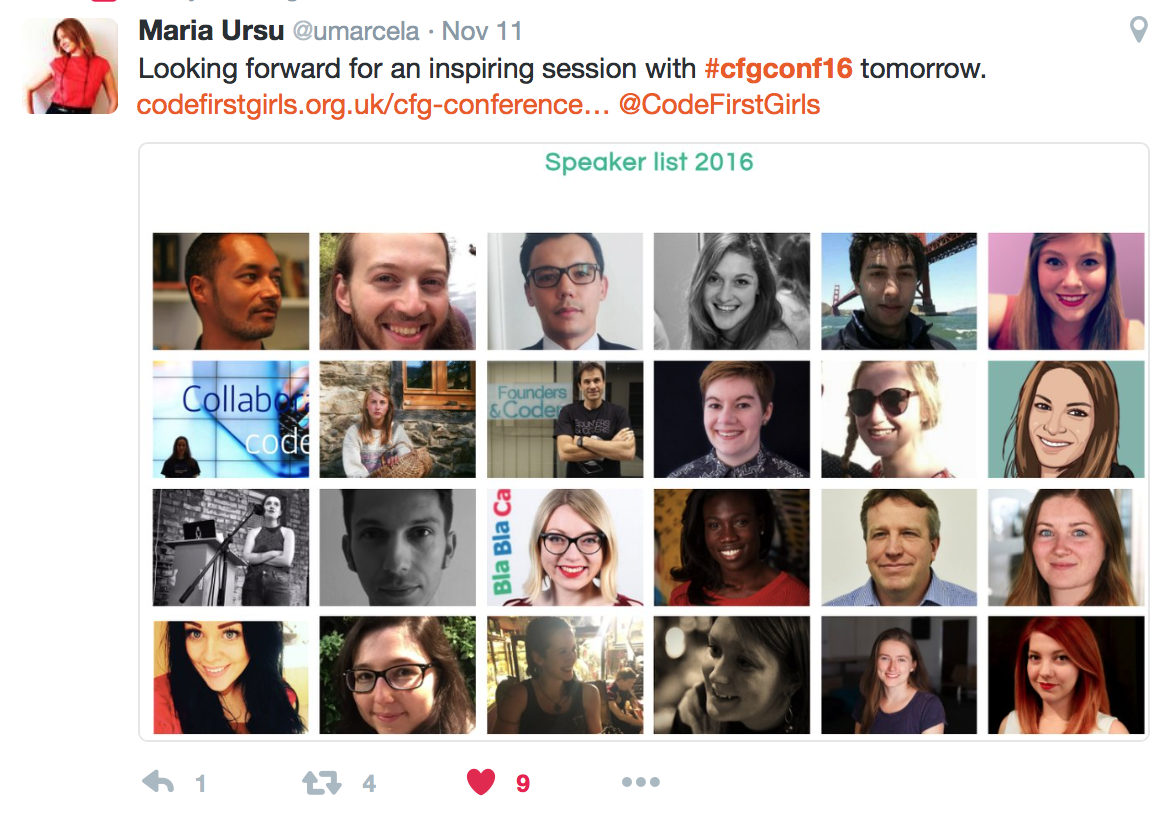 Maria Ursu @umarcela · Nov 11
Looking forward for an inspiring session with #cfgconf16 tomorrow.
codefirstgirls.org.uk/cfg-conference… @CodeFirstGirls
Speaker list 2016
Collabor
code
Founders
& Coder
Bla Bla Ca
1 4 9